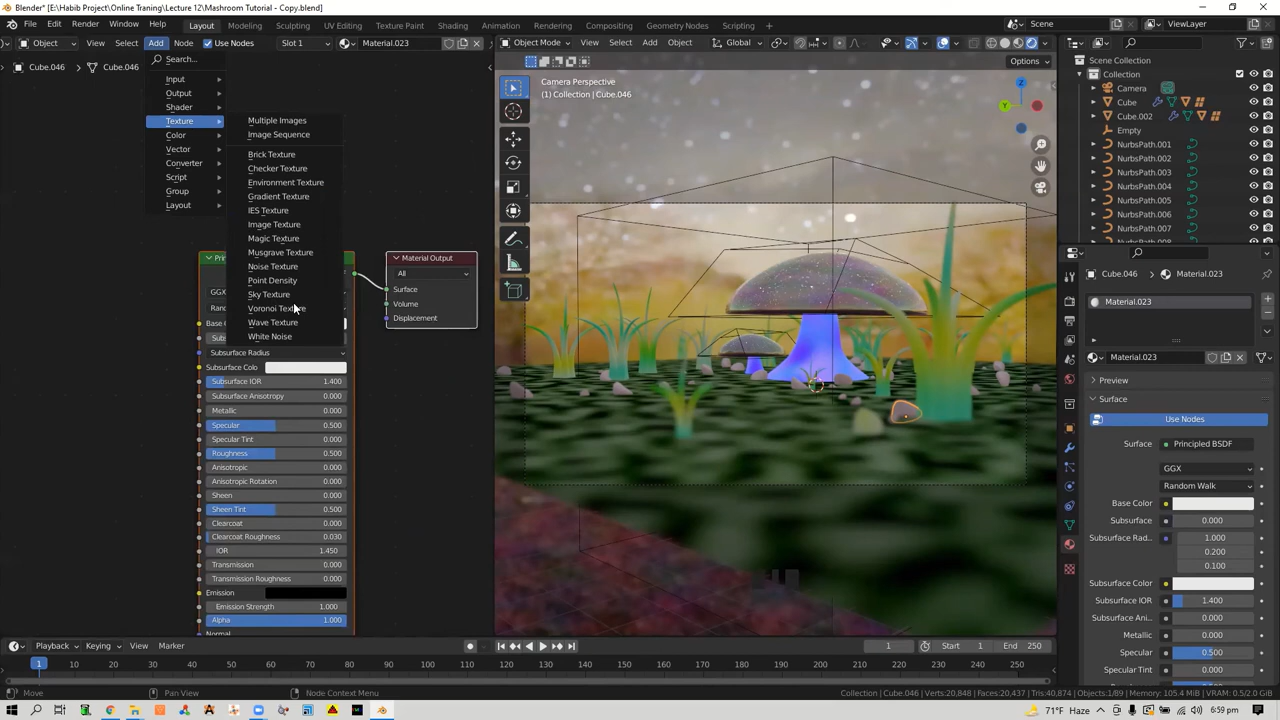 Blender* [E:\Habib Project\Online Traning\Lecture 12\Mashroom Tutorial - Copy.blend]
File Edit Render Window Help Layout Modeling Sculpting UV Editing Texture Paint Shading Animation Rendering Compositing Geometry Nodes Scripting Scene ViewLayer
Object View Select Add Node Use Nodes Slot 1 Material.023 Object Mode View Select Add Object Global
Options
Cube.046 Cube.046
Search...
Input
Output
Shader
Texture
Color
Vector
Converter
Script
Group
Layout
Multiple Images
Image Sequence
Brick Texture
Checker Texture
Environment Texture
Gradient Texture
IES Texture
Image Texture
Magic Texture
Musgrave Texture
Noise Texture
Point Density
Sky Texture
Voronoi Texture
Wave Texture
White Noise
Prin
GGX
Ran
Base
Subs
Subsurface Radius
Subsurface Colo
Subsurface IOR 1.400
Subsurface Anisotropy 0.000
Metallic 0.000
Specular 0.500
Specular Tint 0.000
Roughness 0.500
Anisotropic 0.000
Anisotropic Rotation 0.000
Sheen 0.000
Sheen Tint 0.500
Clearcoat 0.000
Clearcoat Roughness 0.030
IOR 1.450
Transmission 0.000
Transmission Roughness 0.000
Emission
Emission Strength 1.000
Alpha 1.000
Normal
Material Output
All
Surface
Volume
Displacement
Camera Perspective
(1) Collection | Cube.046
Scene Collection
Collection
Camera
Cube
Cube.002
Empty
NurbsPath.001
NurbsPath.002
NurbsPath.003
NurbsPath.004
NurbsPath.005
NurbsPath.006
NurbsPath.007
NurbsPath.008
Cube.046 Material.023
Material.023
Material.023
Preview
Surface
Use Nodes
Surface Principled BSDF
GGX
Random Walk
Base Color
Subsurface 0.000
Subsurface Rad... 1.000
0.200
0.100
Subsurface Color
Subsurface IOR 1.400
Subsurface Ani... 0.000
Metallic 0.000
Specular 0.500
Specular Tint 0.000
Playback Keying View Marker 1 Start 1 End 250
1 10 20 30 40 50 60 70 80 90 100 110 120 130 140 150 160 170 180 190 200 210 220 230 240 250
Move Pan View Node Context Menu Collection | Cube.046 | Verts:20,848 | Faces:20,437 | Tris:40,874 | Objects:1/89 | Memory: 105.4 MiB | VRAM: 0.5/2.0 GiB
71°F Haze 6:59 pm